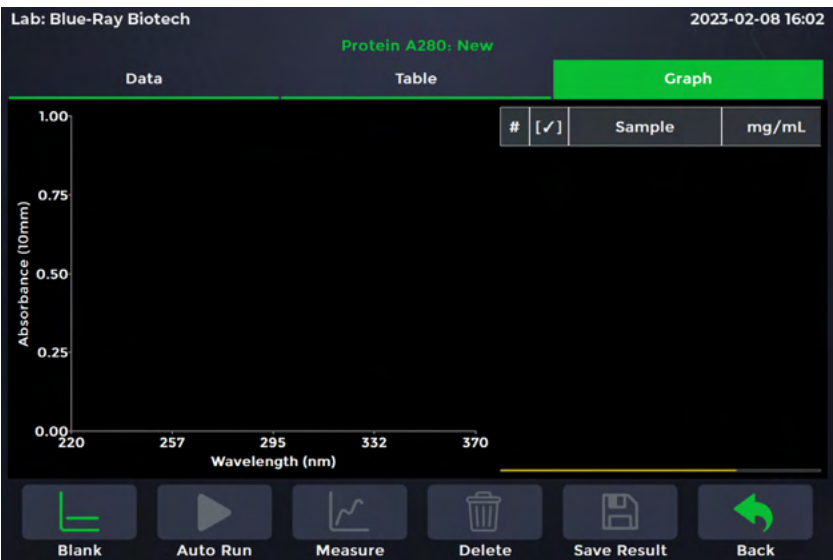 Lab: Blue-Ray Biotech 2023-02-08 16:02
Protein A280: New
Data Table Graph
# [✓] Sample mg/mL
1.00
0.75
0.50
0.25
0.00
Absorbance (10mm)
220 257 295 332 370
Wavelength (nm)
Blank Auto Run Measure Delete Save Result Back